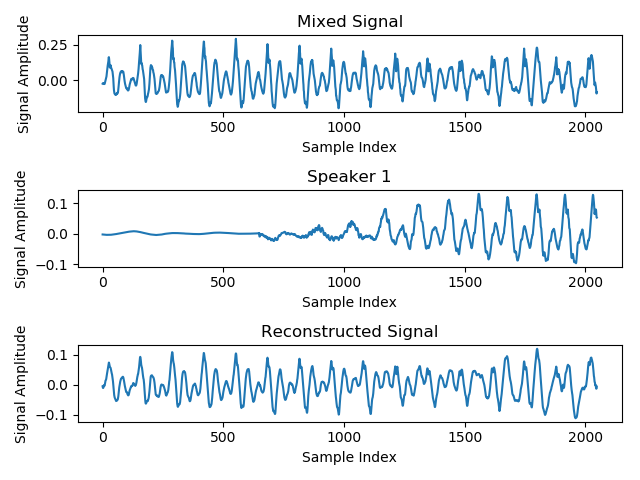 Mixed Signal
Signal Amplitude
0.25
0.00
0 500 1000 1500 2000
Sample Index
Speaker 1
Signal Amplitude
0.1
0.0
−0.1
0 500 1000 1500 2000
Sample Index
Reconstructed Signal
Signal Amplitude
0.1
0.0
−0.1
0 500 1000 1500 2000
Sample Index